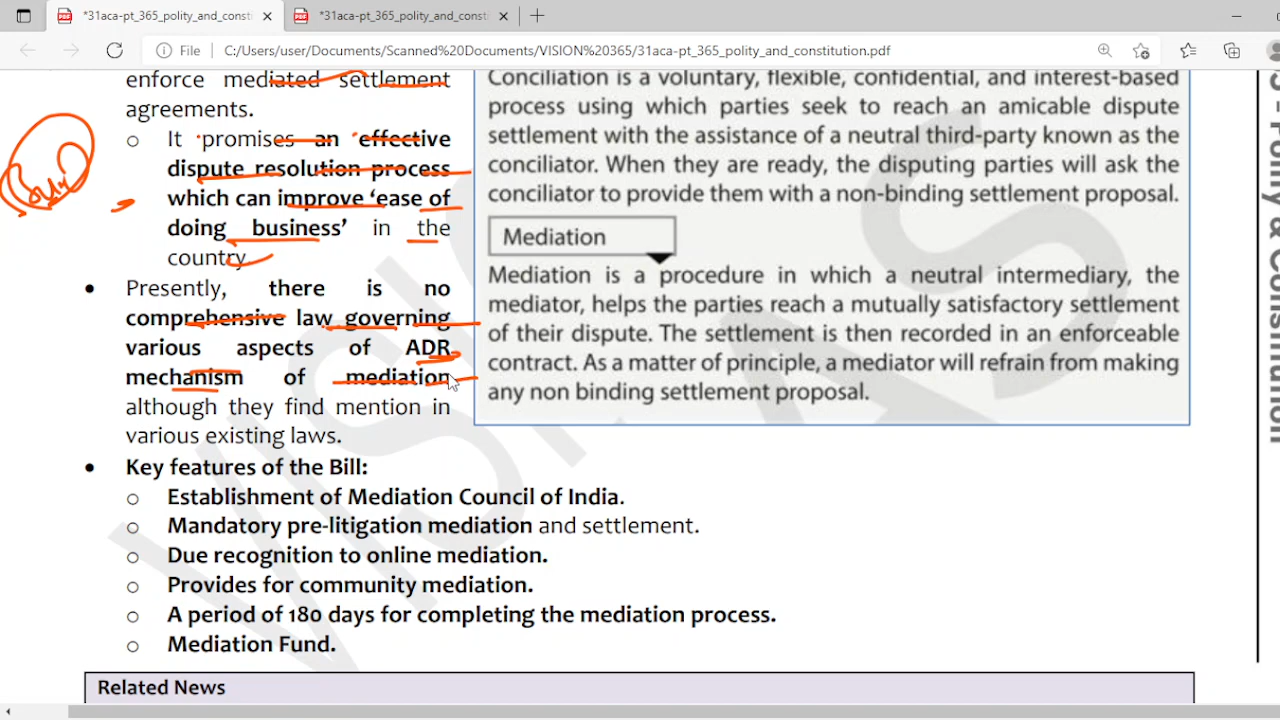 *31aca-pt_365_polity_and_const
*31aca-pt_365_polity_and_const
File
C:/Users/user/Documents/Scanned%20Documents/VISION%20365/31aca-pt_365_polity_and_constitution.pdf
enforce mediated settlement
agreements.
o It promises an effective
dispute resolution process
which can improve ‘ease of
doing business’ in the
country.
• Presently, there is no
comprehensive law governing
various aspects of ADR
mechanism of mediation
although they find mention in
various existing laws.
Conciliation is a voluntary, flexible, confidential, and interest-based
process using which parties seek to reach an amicable dispute
settlement with the assistance of a neutral third-party known as the
conciliator. When they are ready, the disputing parties will ask the
conciliator to provide them with a non-binding settlement proposal.
Mediation
Mediation is a procedure in which a neutral intermediary, the
mediator, helps the parties reach a mutually satisfactory settlement
of their dispute. The settlement is then recorded in an enforceable
contract. As a matter of principle, a mediator will refrain from making
any non binding settlement proposal.
• Key features of the Bill:
o Establishment of Mediation Council of India.
o Mandatory pre-litigation mediation and settlement.
o Due recognition to online mediation.
o Provides for community mediation.
o A period of 180 days for completing the mediation process.
o Mediation Fund.
Related News
– Polity & Constitution